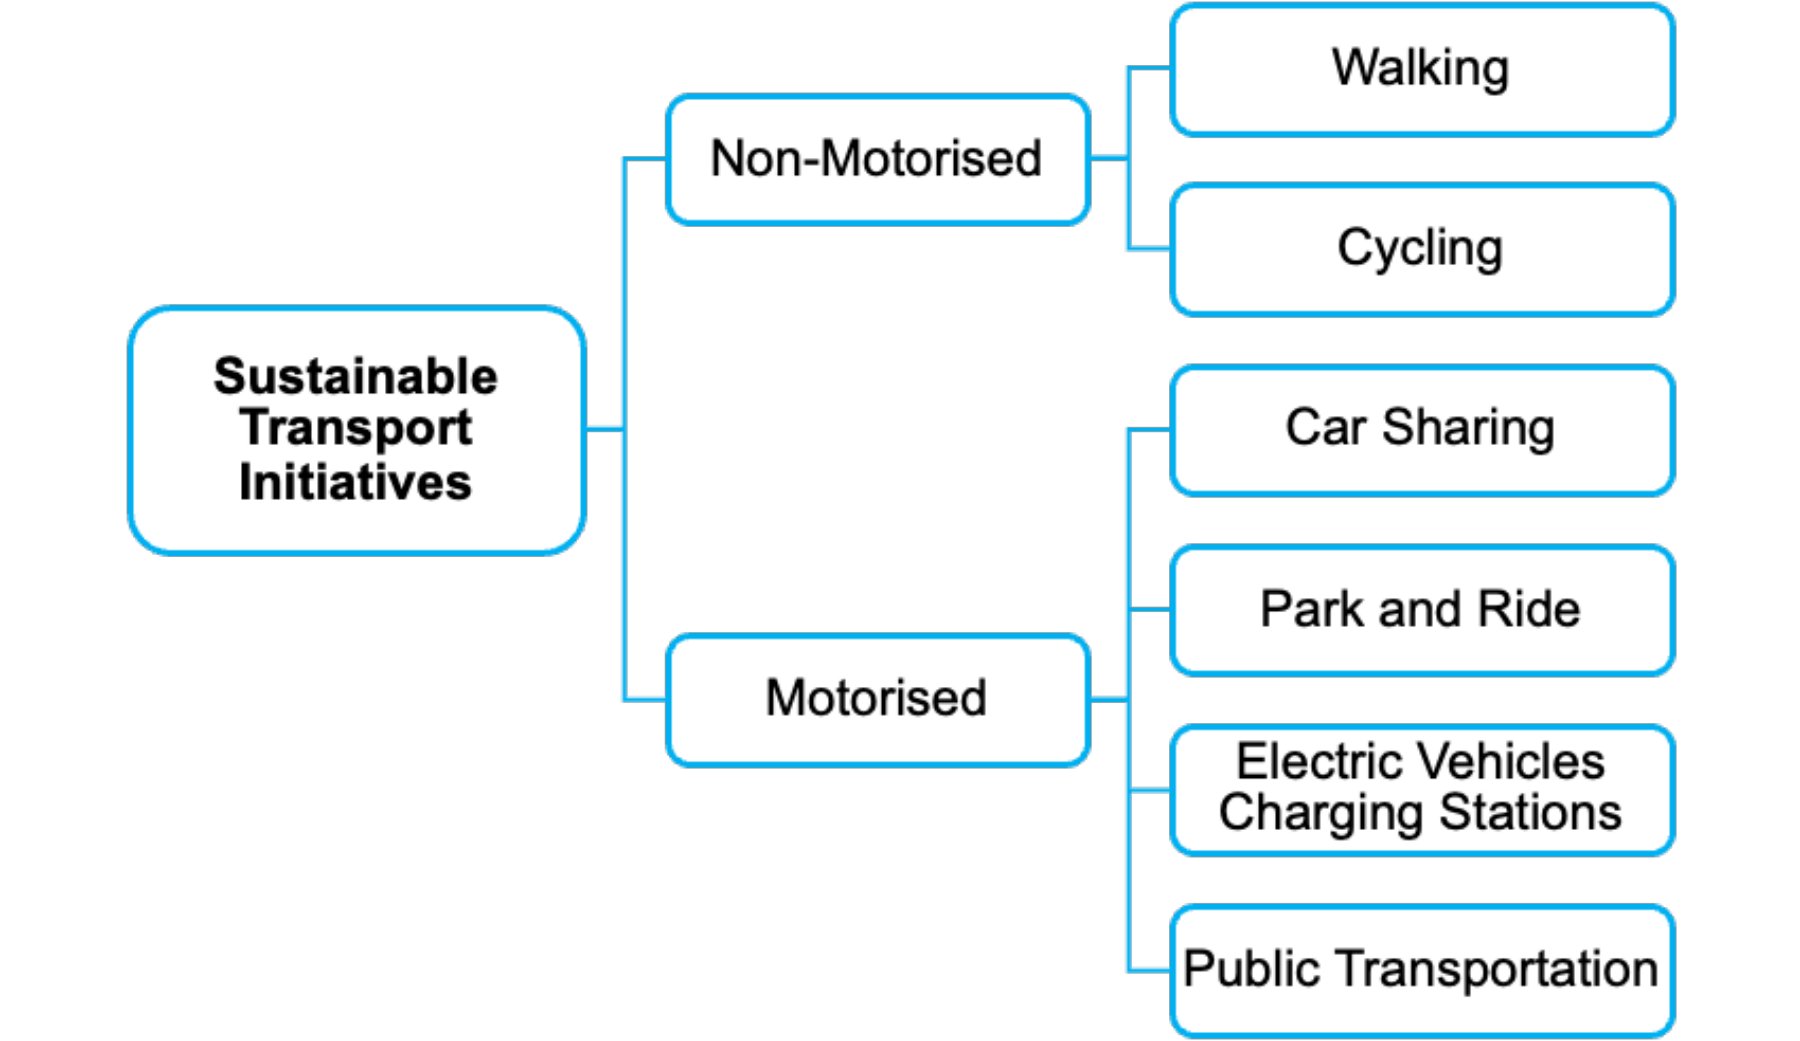 Sustainable
Transport
Initiatives
Non-Motorised
Walking
Cycling
Motorised
Car Sharing
Park and Ride
Electric Vehicles
Charging Stations
Public Transportation